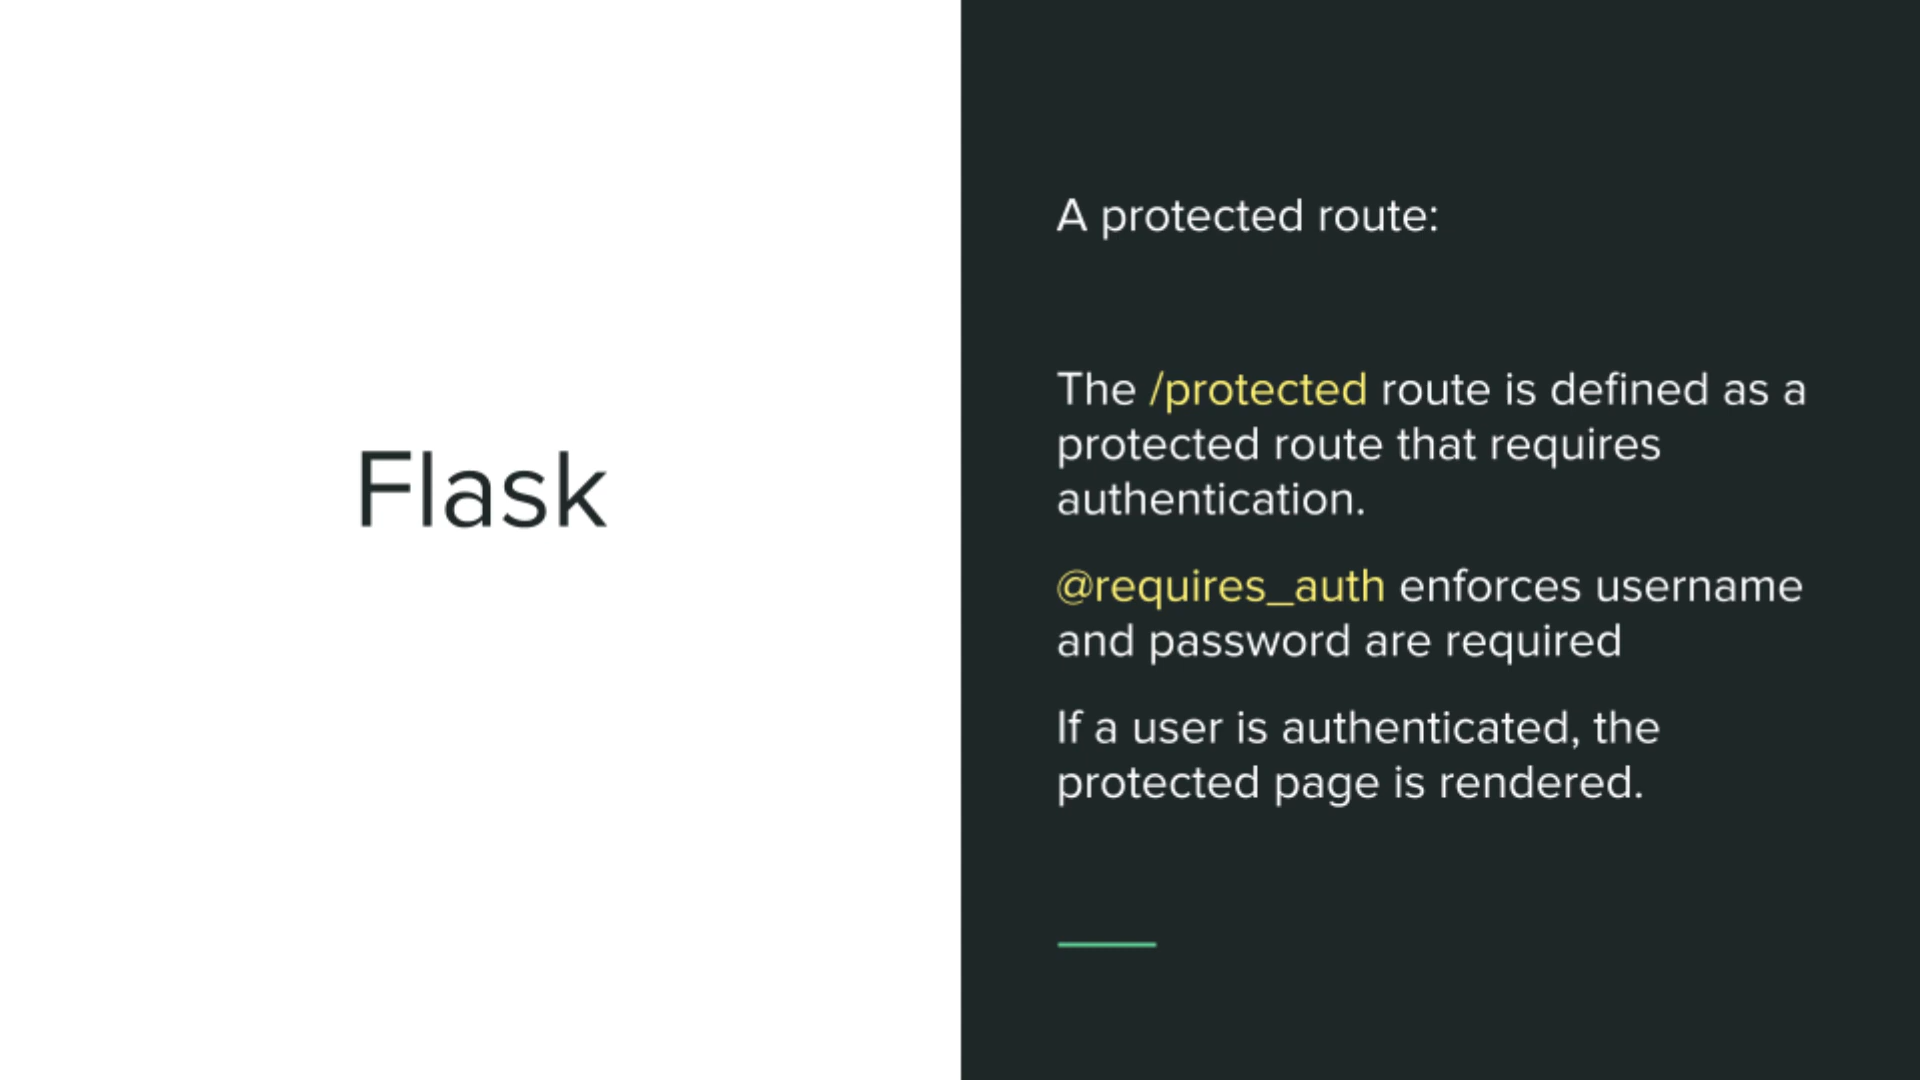 Flask
A protected route:
The /protected route is defined as a
protected route that requires
authentication.
@requires_auth enforces username
and password are required
If a user is authenticated, the
protected page is rendered.